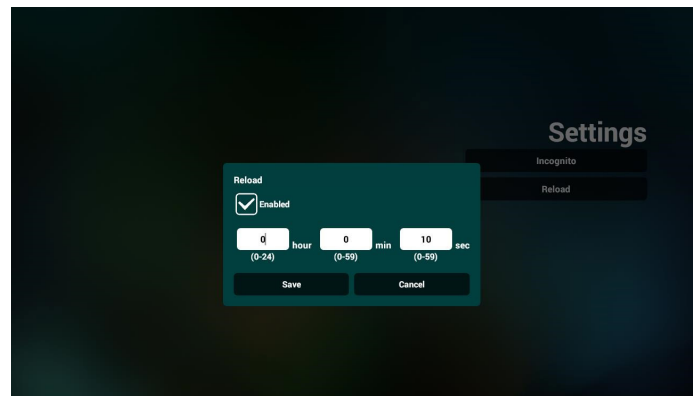 Settings
Incognito
Reload
Reload
Enabled
0 hour 0 min 10 sec
(0-24) (0-59) (0-59)
Save Cancel